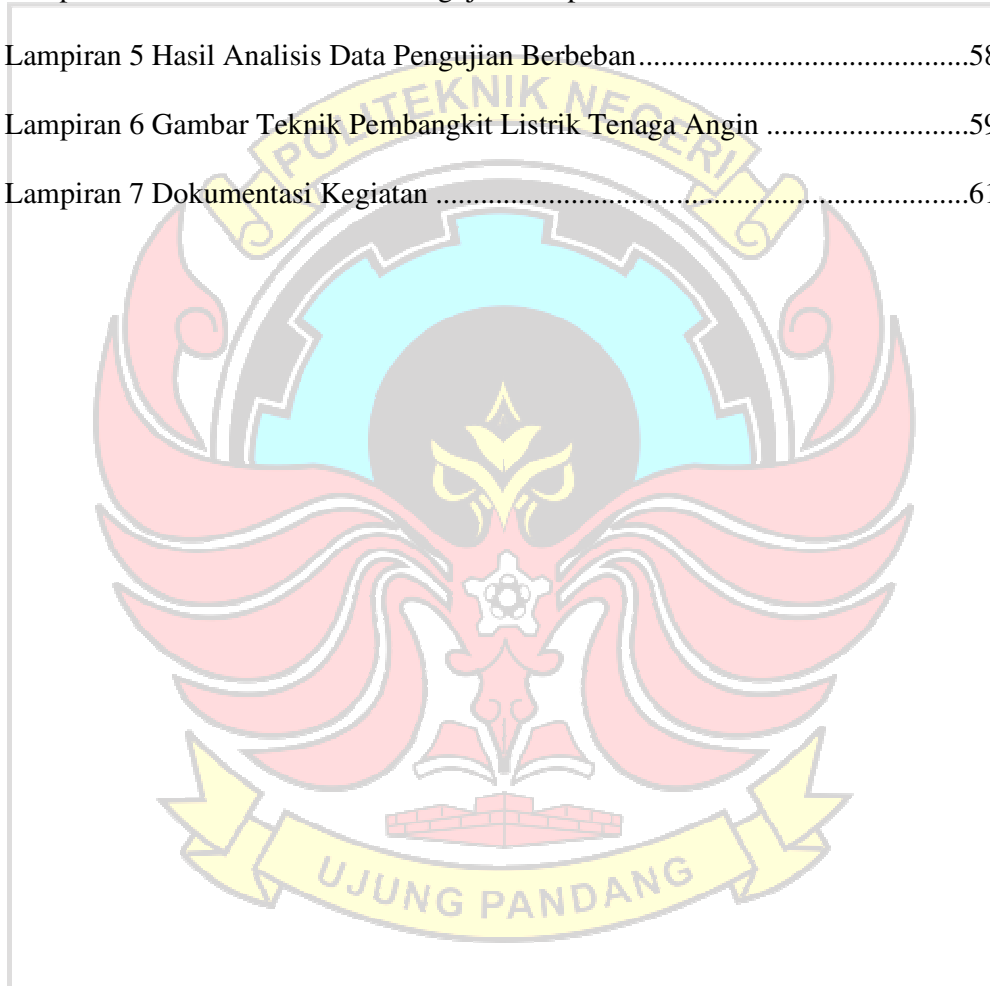 Lampiran 5 Hasil Analisis Data Pengujian Berbeban............................................58
Lampiran 6 Gambar Teknik Pembangkit Listrik Tenaga Angin ...........................59
Lampiran 7 Dokumentasi Kegiatan .......................................................................61
POLITEKNIK NEGERI
UJUNG PANDANG